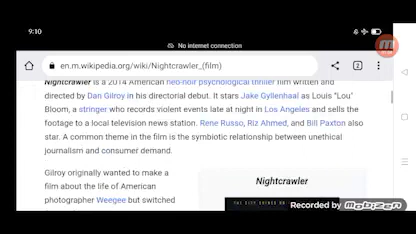 9:10
No internet connection
en.m.wikipedia.org/wiki/Nightcrawler_(film)
2
Nightcrawler is a 2014 American neo-noir psychological thriller film written and
directed by Dan Gilroy in his directorial debut. It stars Jake Gyllenhaal as Louis "Lou"
Bloom, a stringer who records violent events late at night in Los Angeles and sells the
footage to a local television news station. Rene Russo, Riz Ahmed, and Bill Paxton also
star. A common theme in the film is the symbiotic relationship between unethical
journalism and consumer demand.
Gilroy originally wanted to make a
film about the life of American
photographer Weegee but switched
Nightcrawler
Recorded by
mobizen